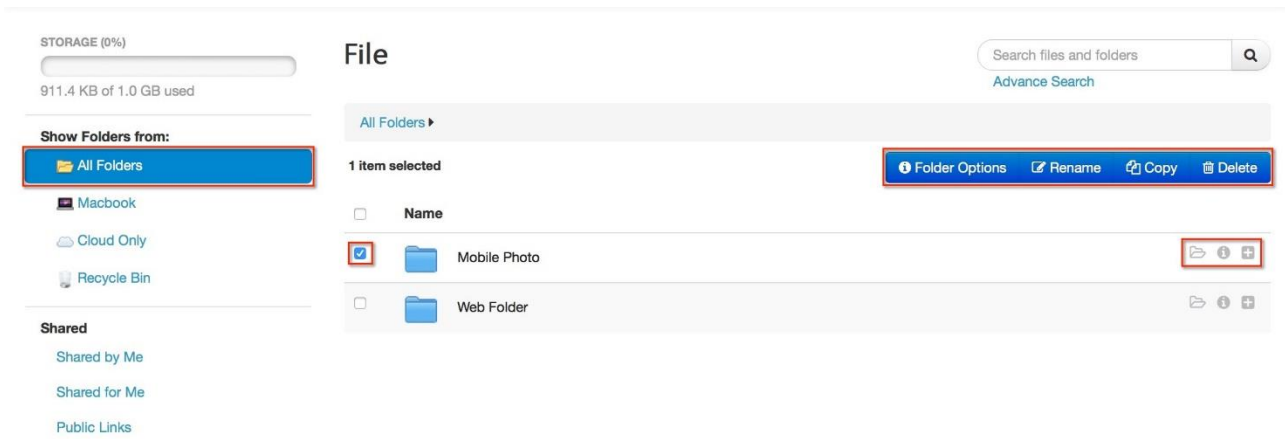 STORAGE (0%)
911.4 KB of 1.0 GB used
Show Folders from:
All Folders
Macbook
Cloud Only
Recycle Bin
Shared
Shared by Me
Shared for Me
Public Links
File
Search files and folders
Advance Search
All Folders
1 item selected
Folder Options Rename Copy Delete
Name
Mobile Photo
Web Folder